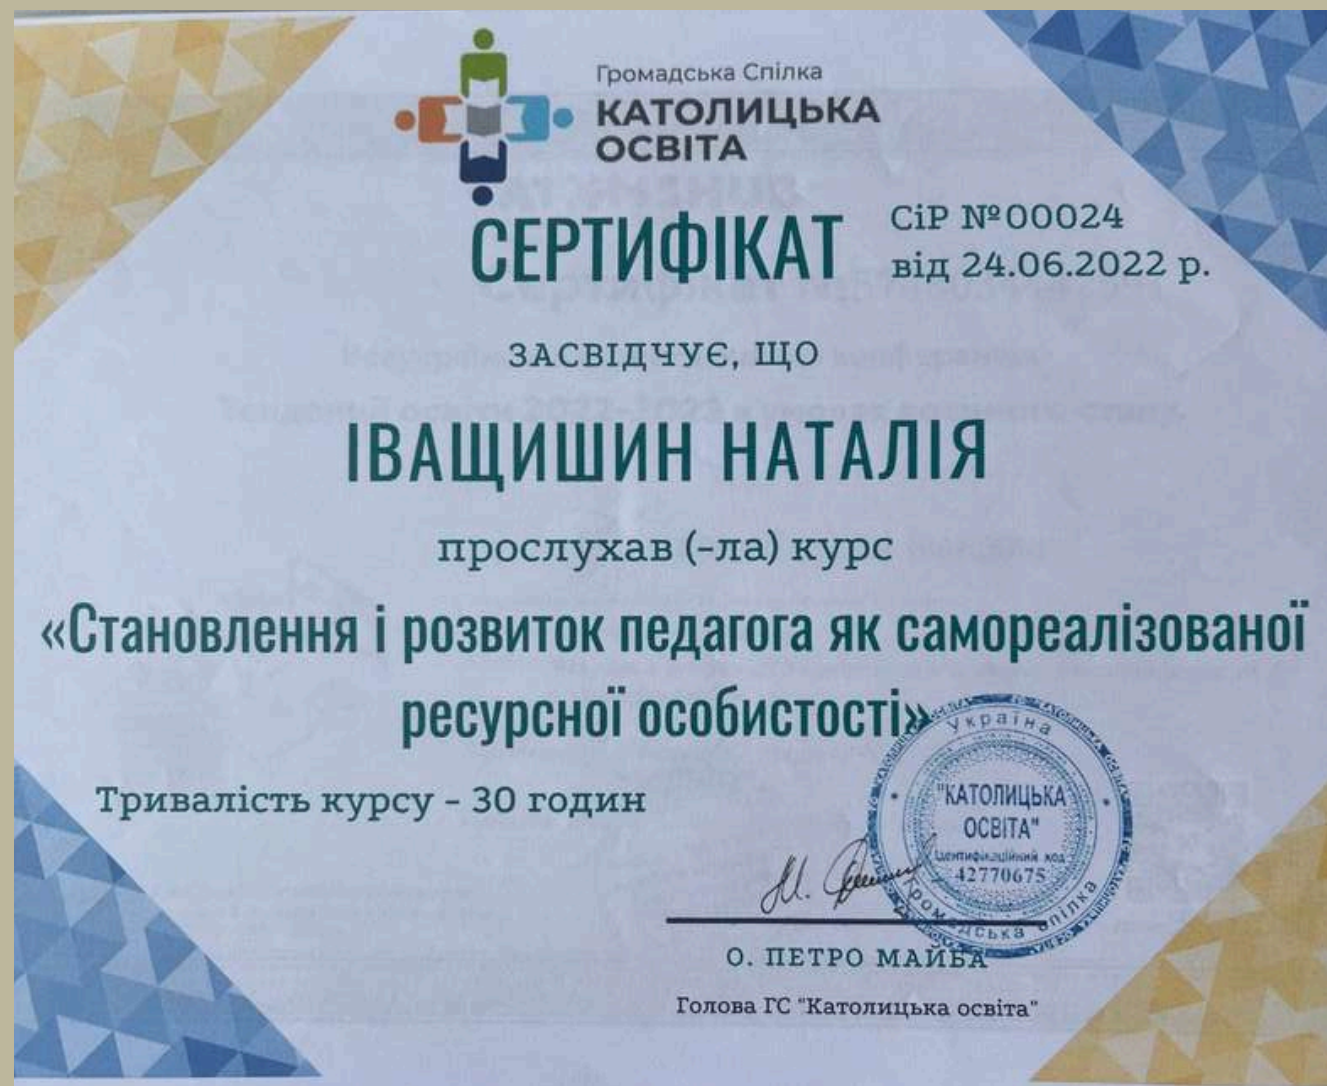 Громадська Спілка
КАТОЛИЦЬКА
ОСВІТА
СЕРТИФІКАТ
СіР №00024
від 24.06.2022 р.
ЗАСВІДЧУЄ, ЩО
ІВАЩИШИН НАТАЛІЯ
прослухав (-ла) курс
«Становлення і розвиток педагога як самореалізованої
ресурсної особистості»
Тривалість курсу - 30 годин
Україна
"КАТОЛИЦЬКА
ОСВІТА"
Ідентифікаційний код
42770675
Громадська спілка
О. ПЕТРО МАЙБА
Голова ГС "Католицька освіта"